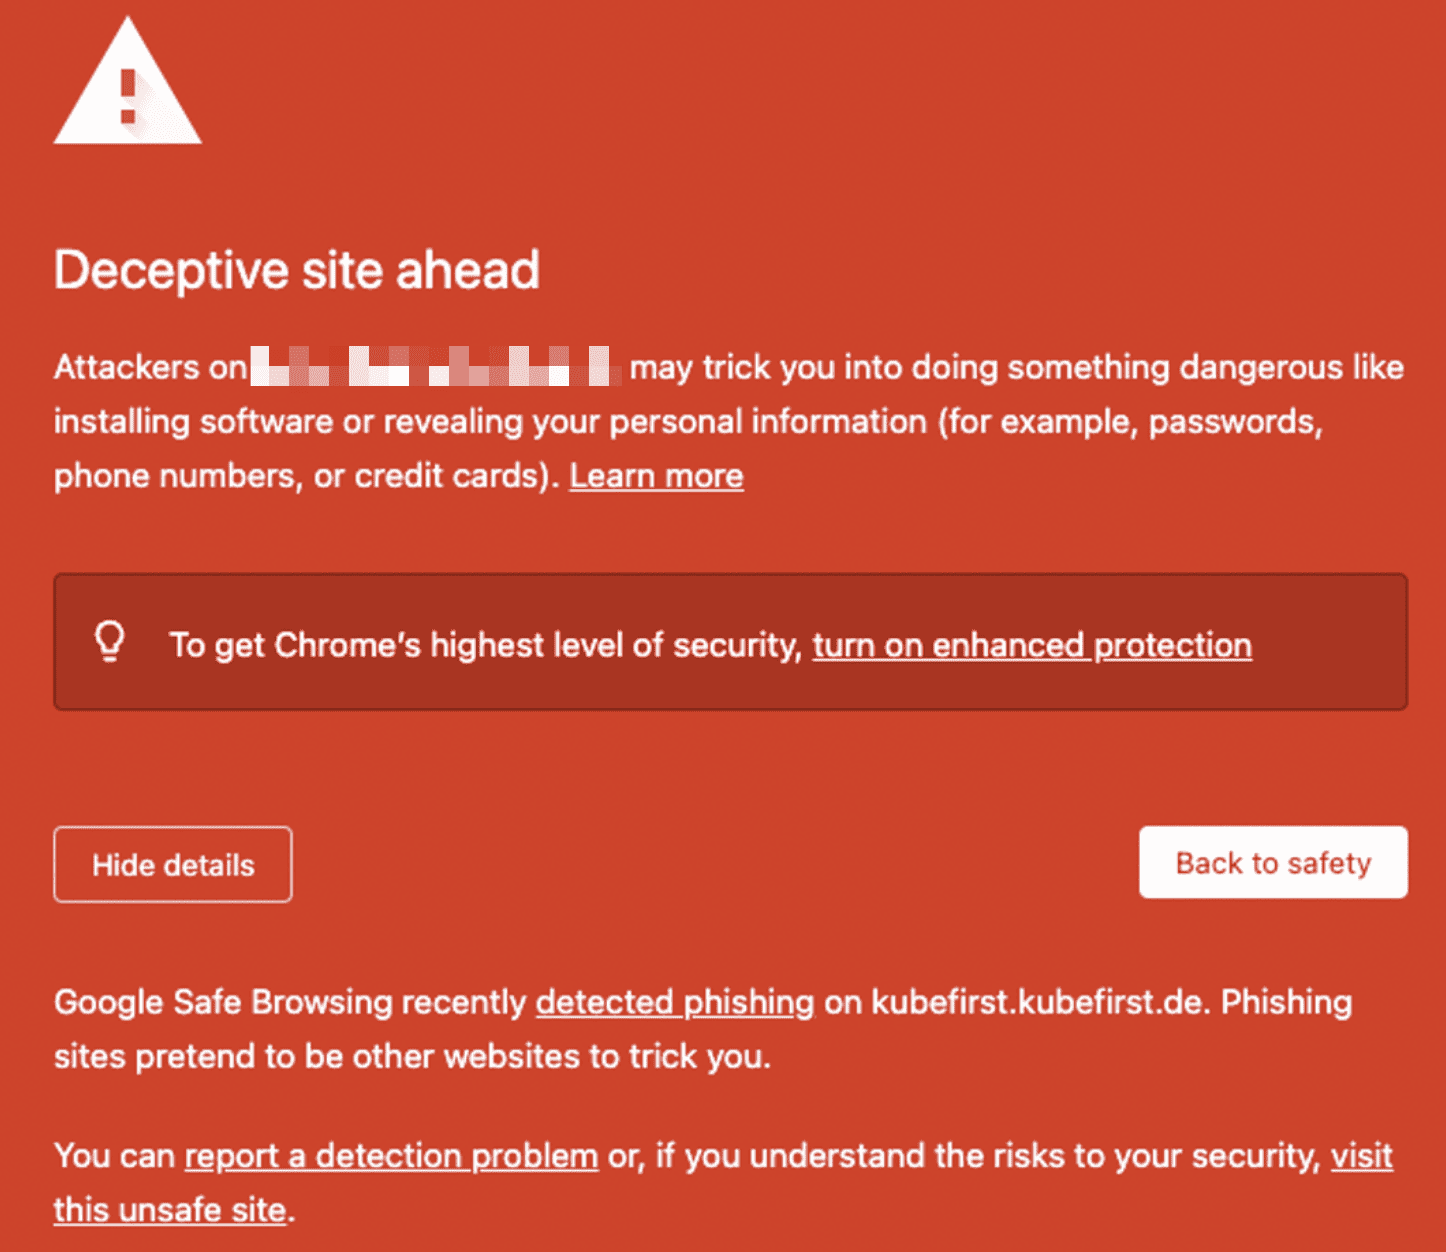 Deceptive site ahead
Attackers on may trick you into doing something dangerous like
installing software or revealing your personal information (for example, passwords,
phone numbers, or credit cards). Learn more
To get Chrome's highest level of security, turn on enhanced protection
Hide details
Back to safety
Google Safe Browsing recently detected phishing on kubefirst.kubefirst.de. Phishing
sites pretend to be other websites to trick you.
You can report a detection problem or, if you understand the risks to your security, visit
this unsafe site.